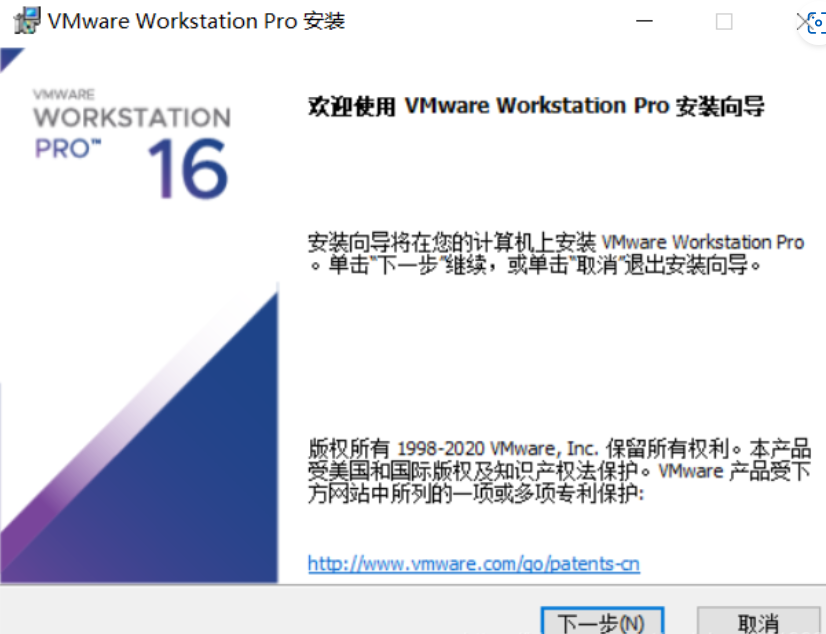 VMware Workstation Pro 安装
VMWARE
WORKSTATION
PRO™ 16
欢迎使用 VMware Workstation Pro 安装向导
安装向导将在您的计算机上安装 VMware Workstation Pro
。单击"下一步"继续，或单击"取消"退出安装向导。
版权所有 1998-2020 VMware, Inc. 保留所有权利。本产品
受美国和国际版权及知识产权法保护。VMware 产品受下
方网站中所列的一项或多项专利保护:
http://www.vmware.com/go/patents-cn
下一步(N) 取消